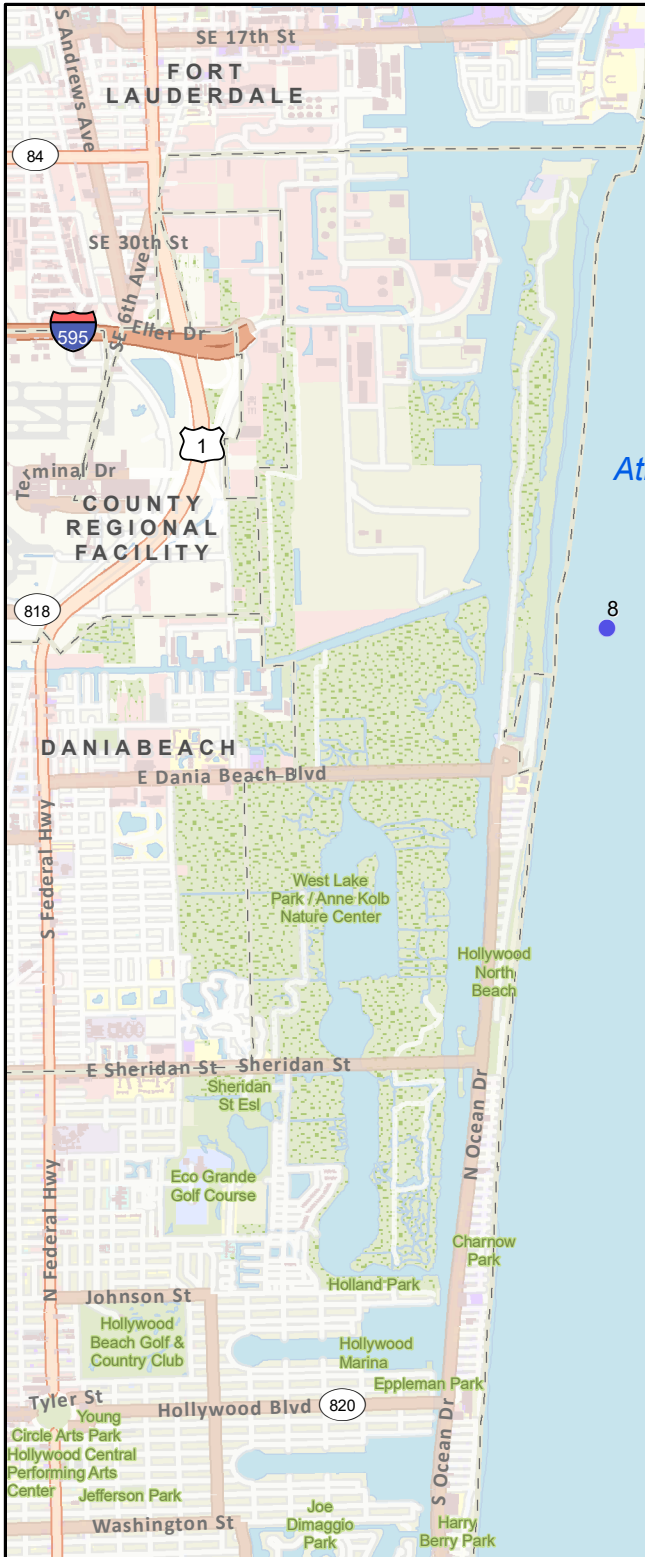 S Andrews Ave
SE 17th St
FORT
LAUDERDALE
84
SE 30th St
SE 6th Ave
Eller Dr
595
1
Terminal Dr
COUNTY
REGIONAL
FACILITY
818
8
DANIABEACH
E Dania Beach Blvd
S Federal Hwy
West Lake
Park / Anne Kolb
Nature Center
Hollywood
North
Beach
E Sheridan St
Sheridan St
Sheridan
St Esl
N Ocean Dr
Eco Grande
Golf Course
N Federal Hwy
Charnow
Park
Holland Park
Johnson St
Hollywood
Beach Golf &
Country Club
Hollywood
Marina
Eppleman Park
Tyler St
Hollywood Blvd
820
Young
Circle Arts Park
Hollywood Central
Performing Arts
Center
S Ocean Dr
Jefferson Park
Washington St
Joe
Dimaggio
Park
Harry
Berry Park